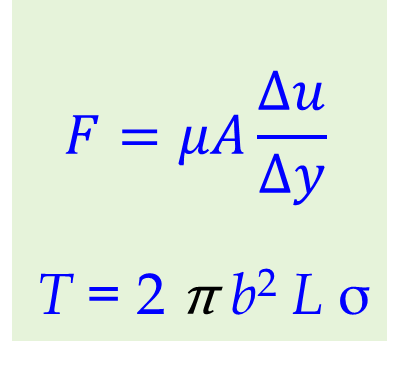 F = μA Δu/Δy
T = 2 π b² L σ